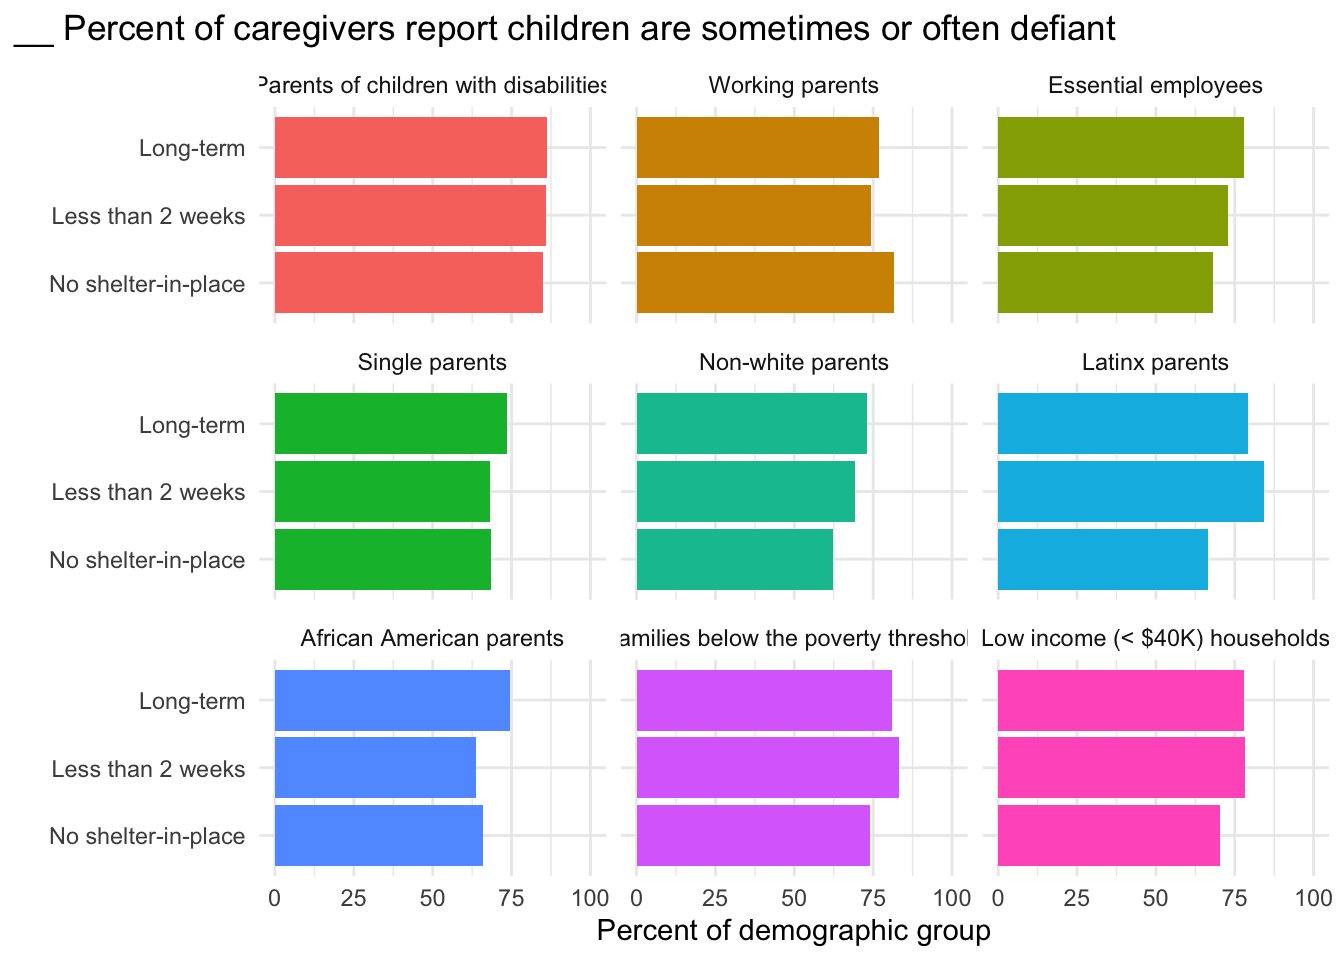 __ Percent of caregivers report children are sometimes or often defiant
Parents of children with disabilities
Working parents
Essential employees
Long-term
Less than 2 weeks
No shelter-in-place
Single parents
Non-white parents
Latinx parents
Long-term
Less than 2 weeks
No shelter-in-place
African American parents
amilies below the poverty threshol
Low income (< $40K) households
Long-term
Less than 2 weeks
No shelter-in-place
0 25 50 75 100
0 25 50 75 100
0 25 50 75 100
Percent of demographic group